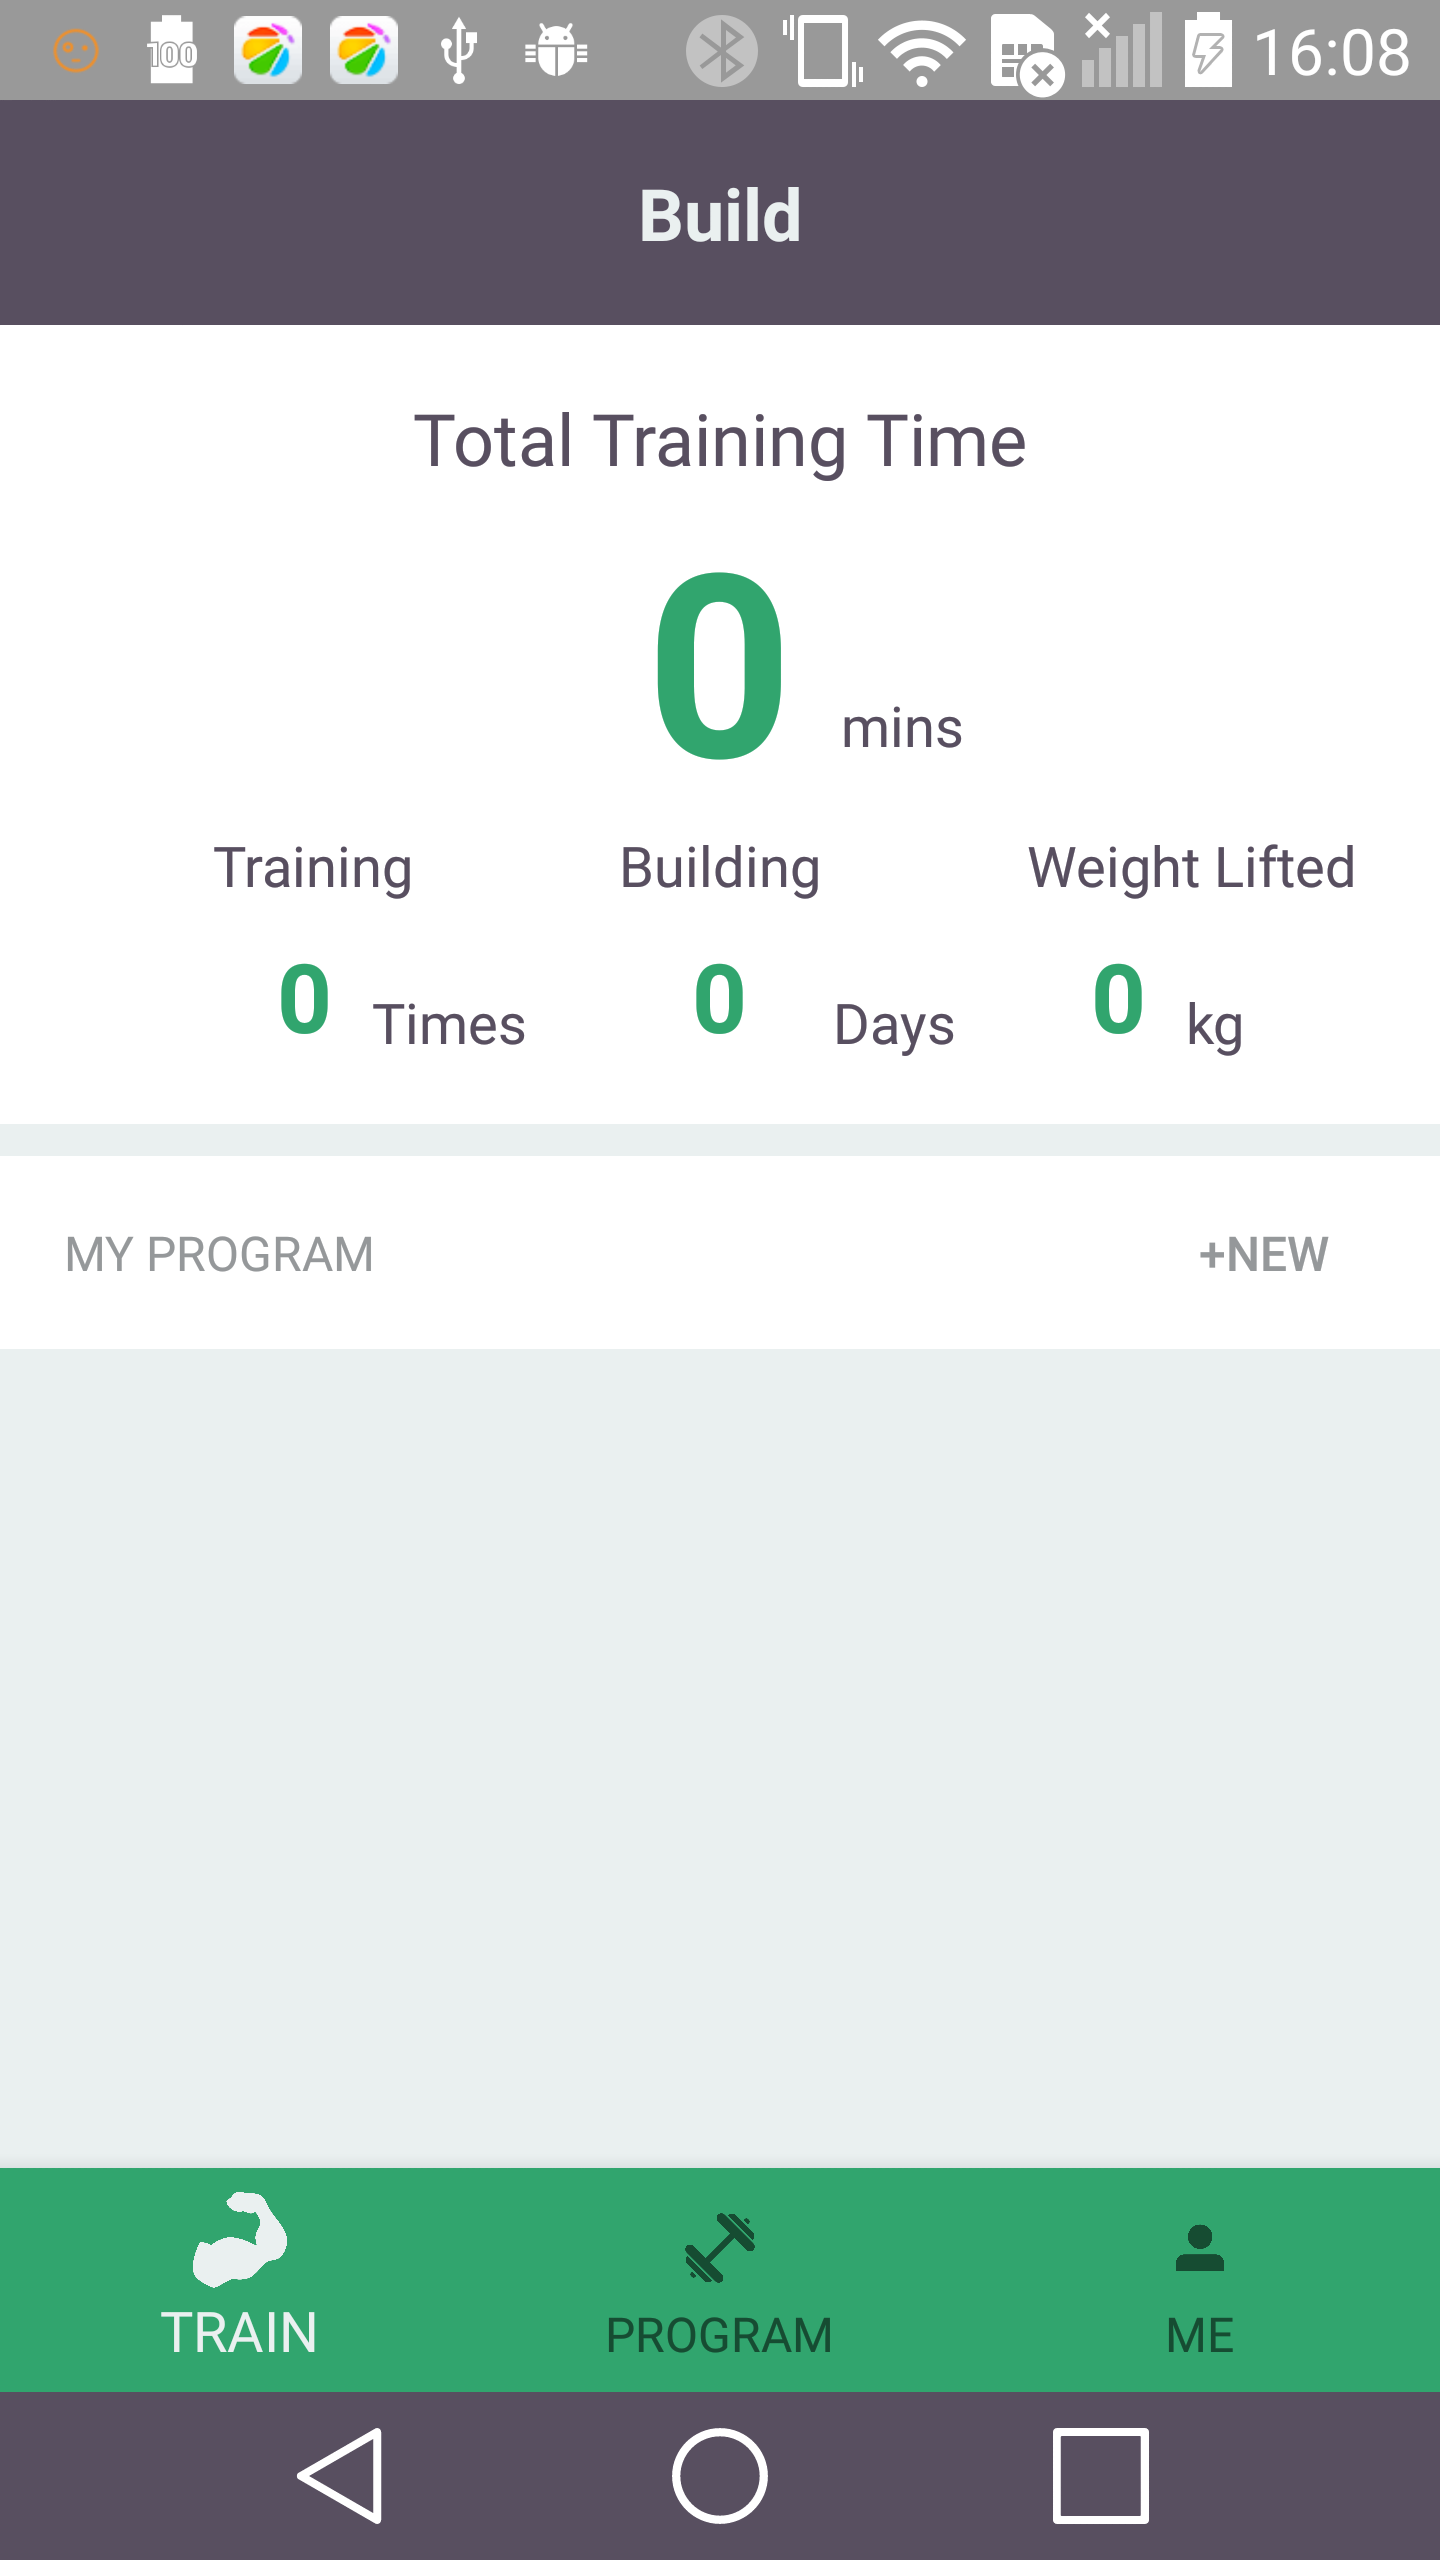 100 16:08
Build
Total Training Time
0 mins
Training Building Weight Lifted
0 Times 0 Days 0 kg
MY PROGRAM +NEW
TRAIN PROGRAM ME